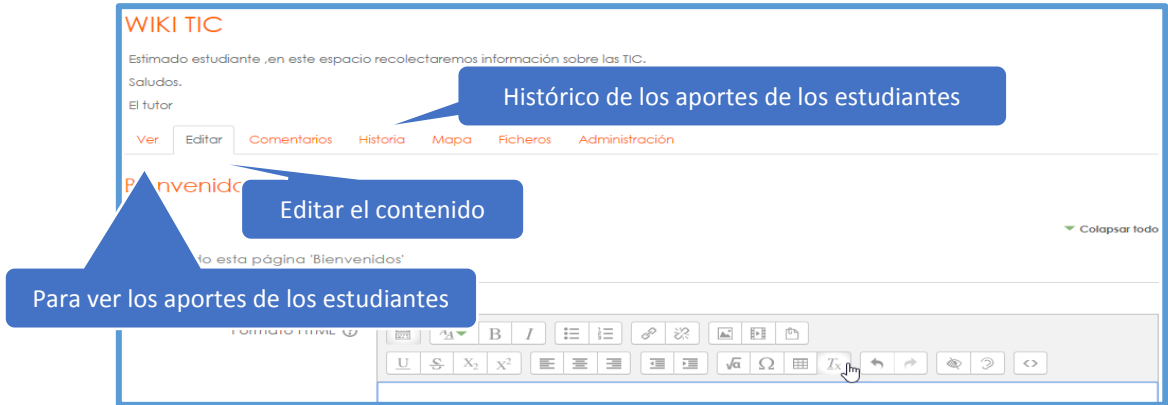 WIKI TIC
Estimado estudiante ,en este espacio recolectaremos información sobre las TIC.
Saludos.
El tutor
Histórico de los aportes de los estudiantes
Ver Editar Comentarios Historia Mapa Ficheros Administración
Editar el contenido
Colapsar todo
esta página 'Bienvenidos'
Para ver los aportes de los estudiantes
Formato HTML